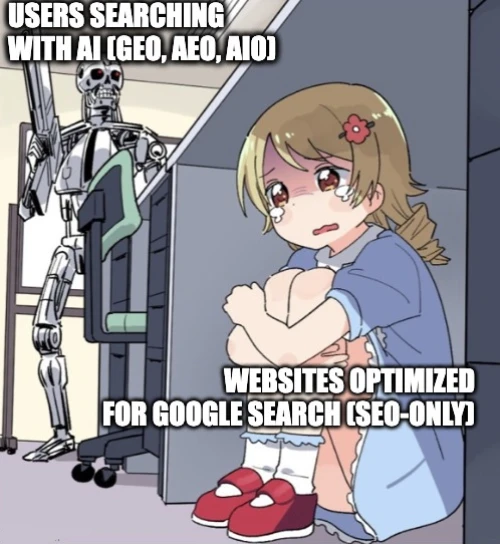 USERS SEARCHING
WITH AI (GEO, AEO, AIO)
WEBSITES OPTIMIZED
FOR GOOGLE SEARCH (SEO-ONLY)